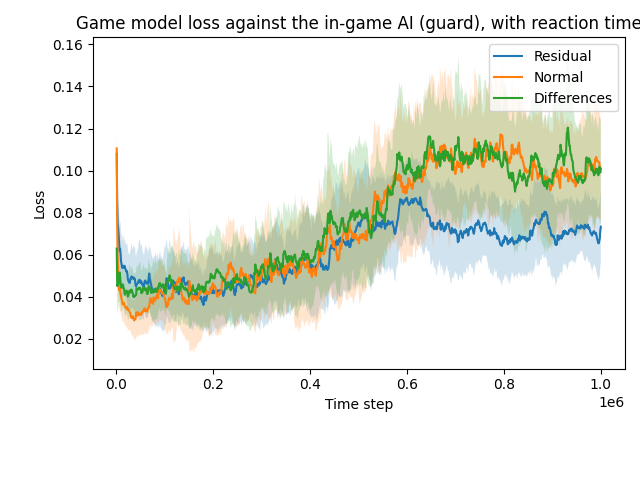 Game model loss against the in-game AI (guard), with reaction time
0.16
0.14
0.12
0.10
0.08
0.06
0.04
0.02
Loss
Residual
Normal
Differences
0.0 0.2 0.4 0.6 0.8 1.0
1e6
Time step